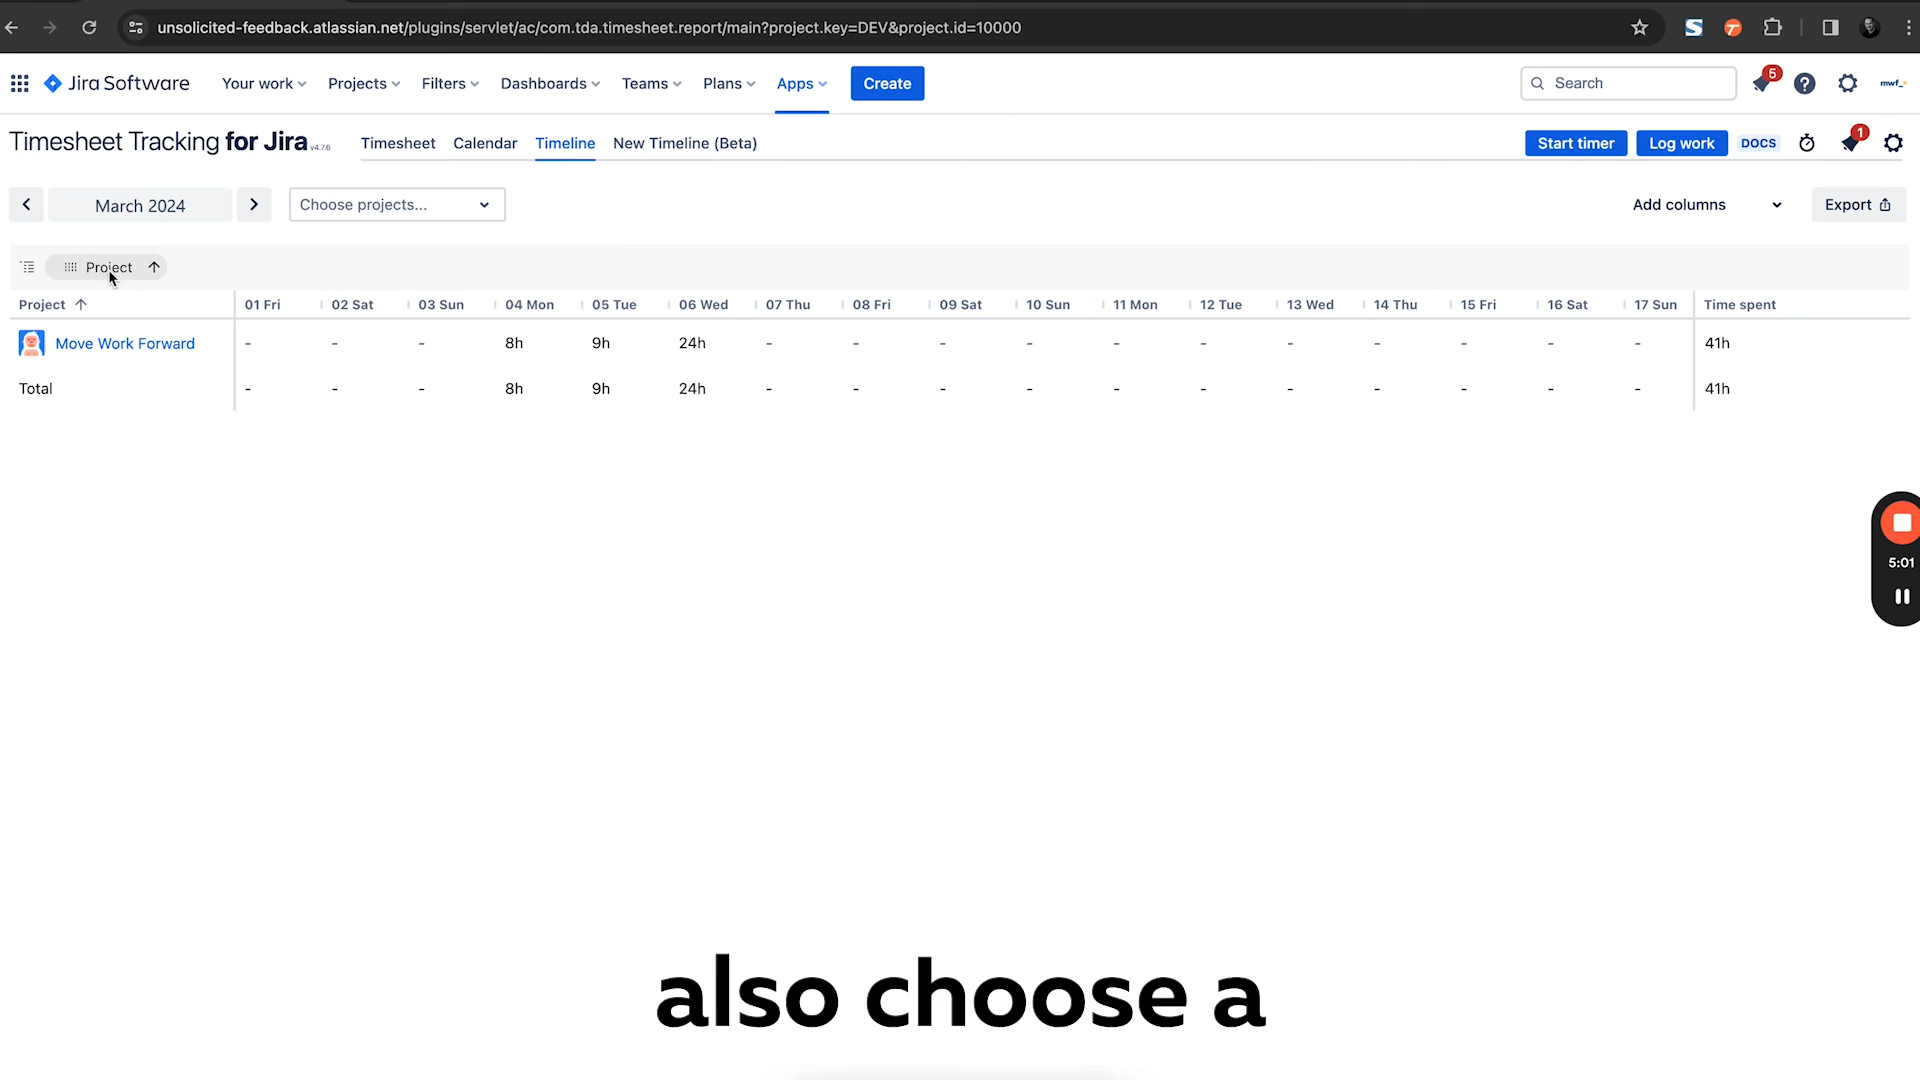 unsolicited-feedback.atlassian.net/plugins/servlet/ac/com.tda.timesheet.report/main?project.key=DEV&project.id=10000
Jira Software Your work Projects Filters Dashboards Teams Plans Apps Create Search 5 mwf_
Timesheet Tracking for Jira v4.7.6 Timesheet Calendar Timeline New Timeline (Beta) Start timer Log work DOCS 1
March 2024 Choose projects... Add columns Export
Project
Project 01 Fri 02 Sat 03 Sun 04 Mon 05 Tue 06 Wed 07 Thu 08 Fri 09 Sat 10 Sun 11 Mon 12 Tue 13 Wed 14 Thu 15 Fri 16 Sat 17 Sun Time spent
Move Work Forward - - - 8h 9h 24h - - - - - - - - - - - 41h
Total - - - 8h 9h 24h - - - - - - - - - - - 41h
5:01
also choose a